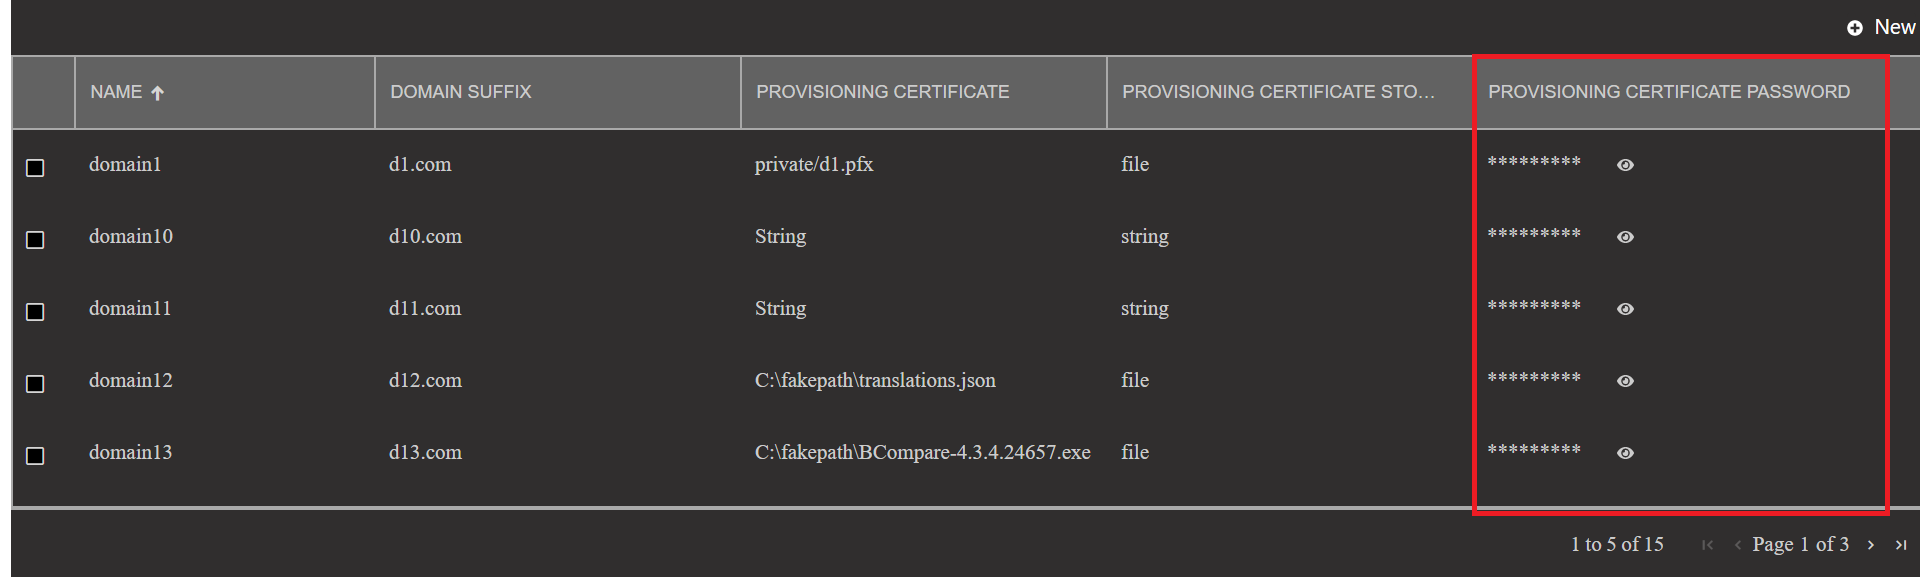 New
NAME DOMAIN SUFFIX PROVISIONING CERTIFICATE PROVISIONING CERTIFICATE STO... PROVISIONING CERTIFICATE PASSWORD
domain1 d1.com private/d1.pfx file *********
domain10 d10.com String string *********
domain11 d11.com String string *********
domain12 d12.com C:\fakepath\translations.json file *********
domain13 d13.com C:\fakepath\BCompare-4.3.4.24657.exe file *********
1 to 5 of 15 Page 1 of 3